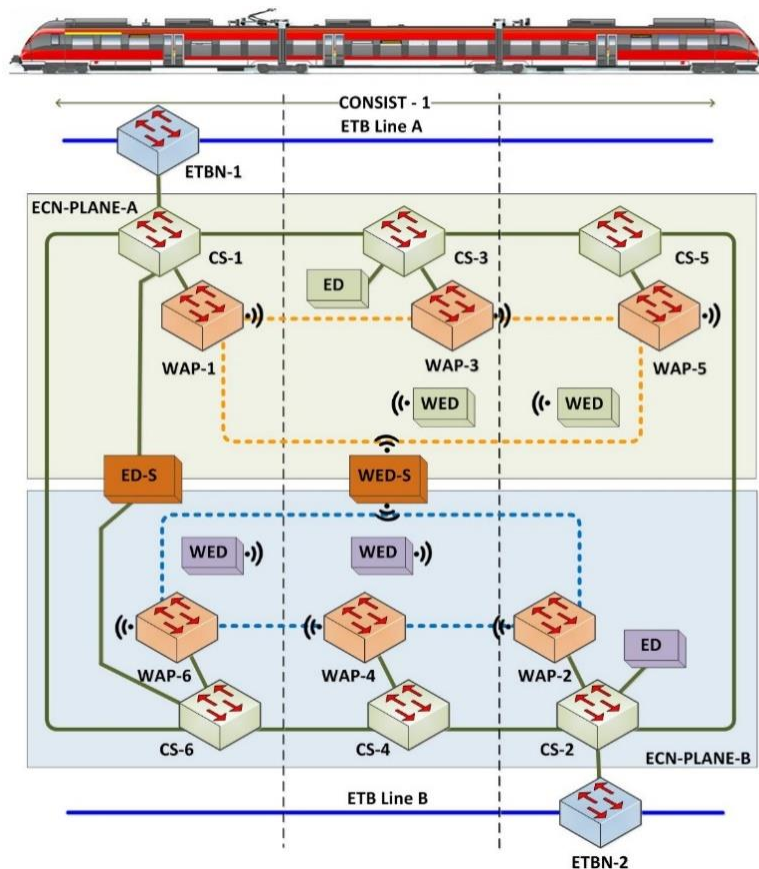 CONSIST - 1
ETB Line A
ETBN-1
ECN-PLANE-A
CS-1
CS-3
CS-5
ED
WAP-1
WAP-3
WAP-5
WED
WED
ED-S
WED-S
WED
WED
ED
WAP-6
WAP-4
WAP-2
CS-6
CS-4
CS-2
ECN-PLANE-B
ETB Line B
ETBN-2